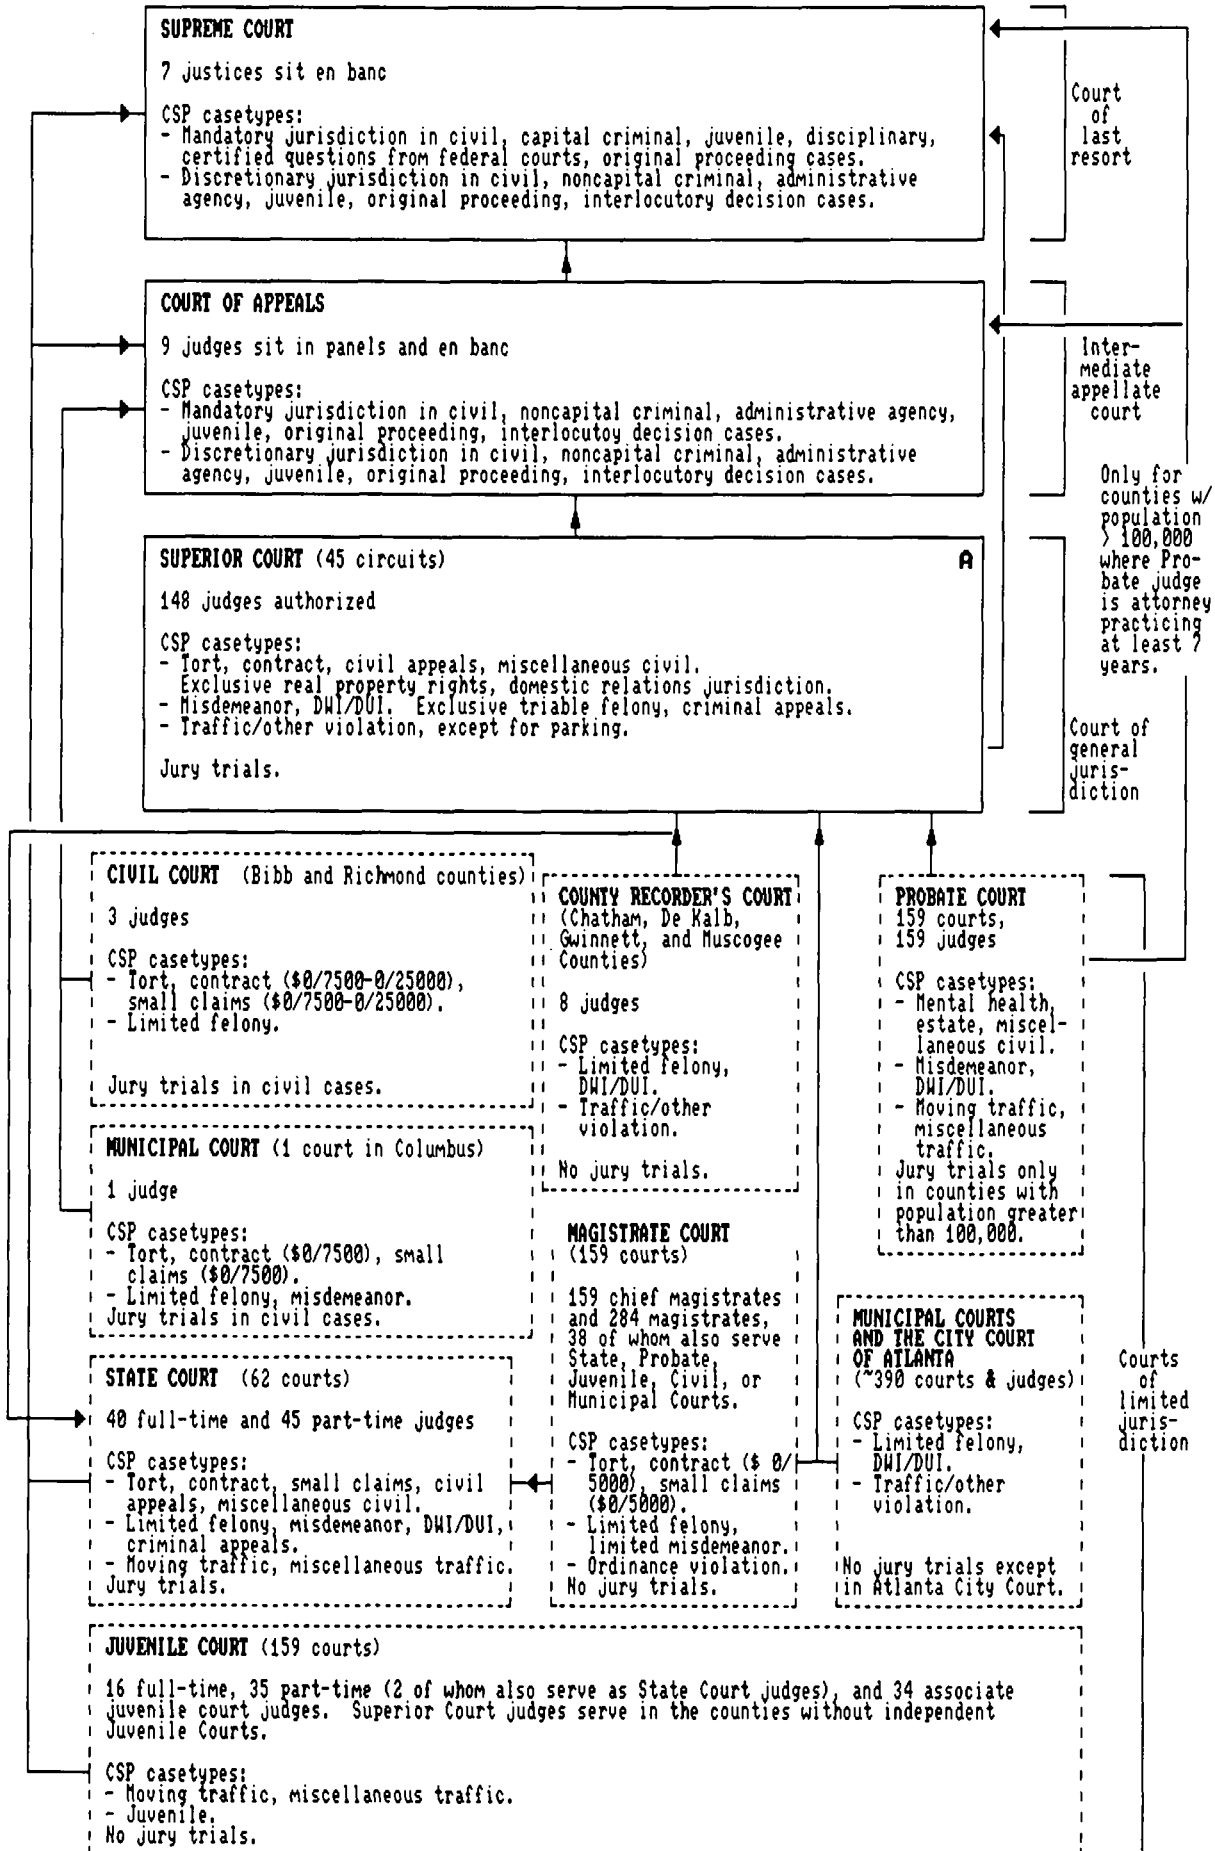 SUPREME COURT
7 justices sit en banc
CSP casetypes:
- Mandatory jurisdiction in civil, capital criminal, juvenile, disciplinary,
certified questions from federal courts, original proceeding cases.
- Discretionary jurisdiction in civil, noncapital criminal, administrative
agency, juvenile, original proceeding, interlocutory decision cases.
Court
of
last
resort
COURT OF APPEALS
9 judges sit in panels and en banc
CSP casetypes:
- Mandatory jurisdiction in civil, noncapital criminal, administrative agency,
juvenile, original proceeding, interlocutoy decision cases.
- Discretionary jurisdiction in civil, noncapital criminal, administrative
agency, juvenile, original proceeding, interlocutory decision cases.
Inter-
mediate
appellate
court
Only for
counties w/
population
> 100,000
where Pro-
bate judge
is attorney
practicing
at least 7
years.
SUPERIOR COURT (45 circuits)
A
148 judges authorized
CSP casetypes:
- Tort, contract, civil appeals, miscellaneous civil.
Exclusive real property rights, domestic relations jurisdiction.
- Misdemeanor, DWI/DUI. Exclusive triable felony, criminal appeals.
- Traffic/other violation, except for parking.
Jury trials.
Court of
general
juris-
diction
CIVIL COURT (Bibb and Richmond counties)
3 judges
CSP casetypes:
- Tort, contract ($0/7500-0/25000),
small claims ($0/7500-0/25000).
- Limited felony.
Jury trials in civil cases.
COUNTY RECORDER'S COURT
(Chatham, De Kalb,
Gwinnett, and Muscogee
Counties)
8 judges
CSP casetypes:
- Limited felony,
DWI/DUI.
- Traffic/other
violation.
No jury trials.
PROBATE COURT
159 courts,
159 judges
CSP casetypes:
- Mental health,
estate, miscel-
laneous civil.
- Misdemeanor,
DWI/DUI.
- Moving traffic,
miscellaneous
traffic.
Jury trials only
in counties with
population greater
than 100,000.
MUNICIPAL COURT (1 court in Columbus)
1 judge
CSP casetypes:
- Tort, contract ($0/7500), small
claims ($0/7500).
- Limited felony, misdemeanor.
Jury trials in civil cases.
MAGISTRATE COURT
(159 courts)
159 chief magistrates
and 284 magistrates,
38 of whom also serve
State, Probate,
Juvenile, Civil, or
Municipal Courts.
CSP casetypes:
- Tort, contract ($ 0/
5000), small claims
($0/5000).
- Limited felony,
limited misdemeanor.
- Ordinance violation.
No jury trials.
MUNICIPAL COURTS
AND THE CITY COURT
OF ATLANTA
(~390 courts & judges)
CSP casetypes:
- Limited felony,
DWI/DUI.
- Traffic/other
violation.
No jury trials except
in Atlanta City Court.
Courts
of
limited
juris-
diction
STATE COURT (62 courts)
40 full-time and 45 part-time judges
CSP casetypes:
- Tort, contract, small claims, civil
appeals, miscellaneous civil.
- Limited felony, misdemeanor, DWI/DUI,
criminal appeals.
- Moving traffic, miscellaneous traffic.
Jury trials.
JUVENILE COURT (159 courts)
16 full-time, 35 part-time (2 of whom also serve as State Court judges), and 34 associate
juvenile court judges. Superior Court judges serve in the counties without independent
Juvenile Courts.
CSP casetypes:
- Moving traffic, miscellaneous traffic.
- Juvenile.
No jury trials.